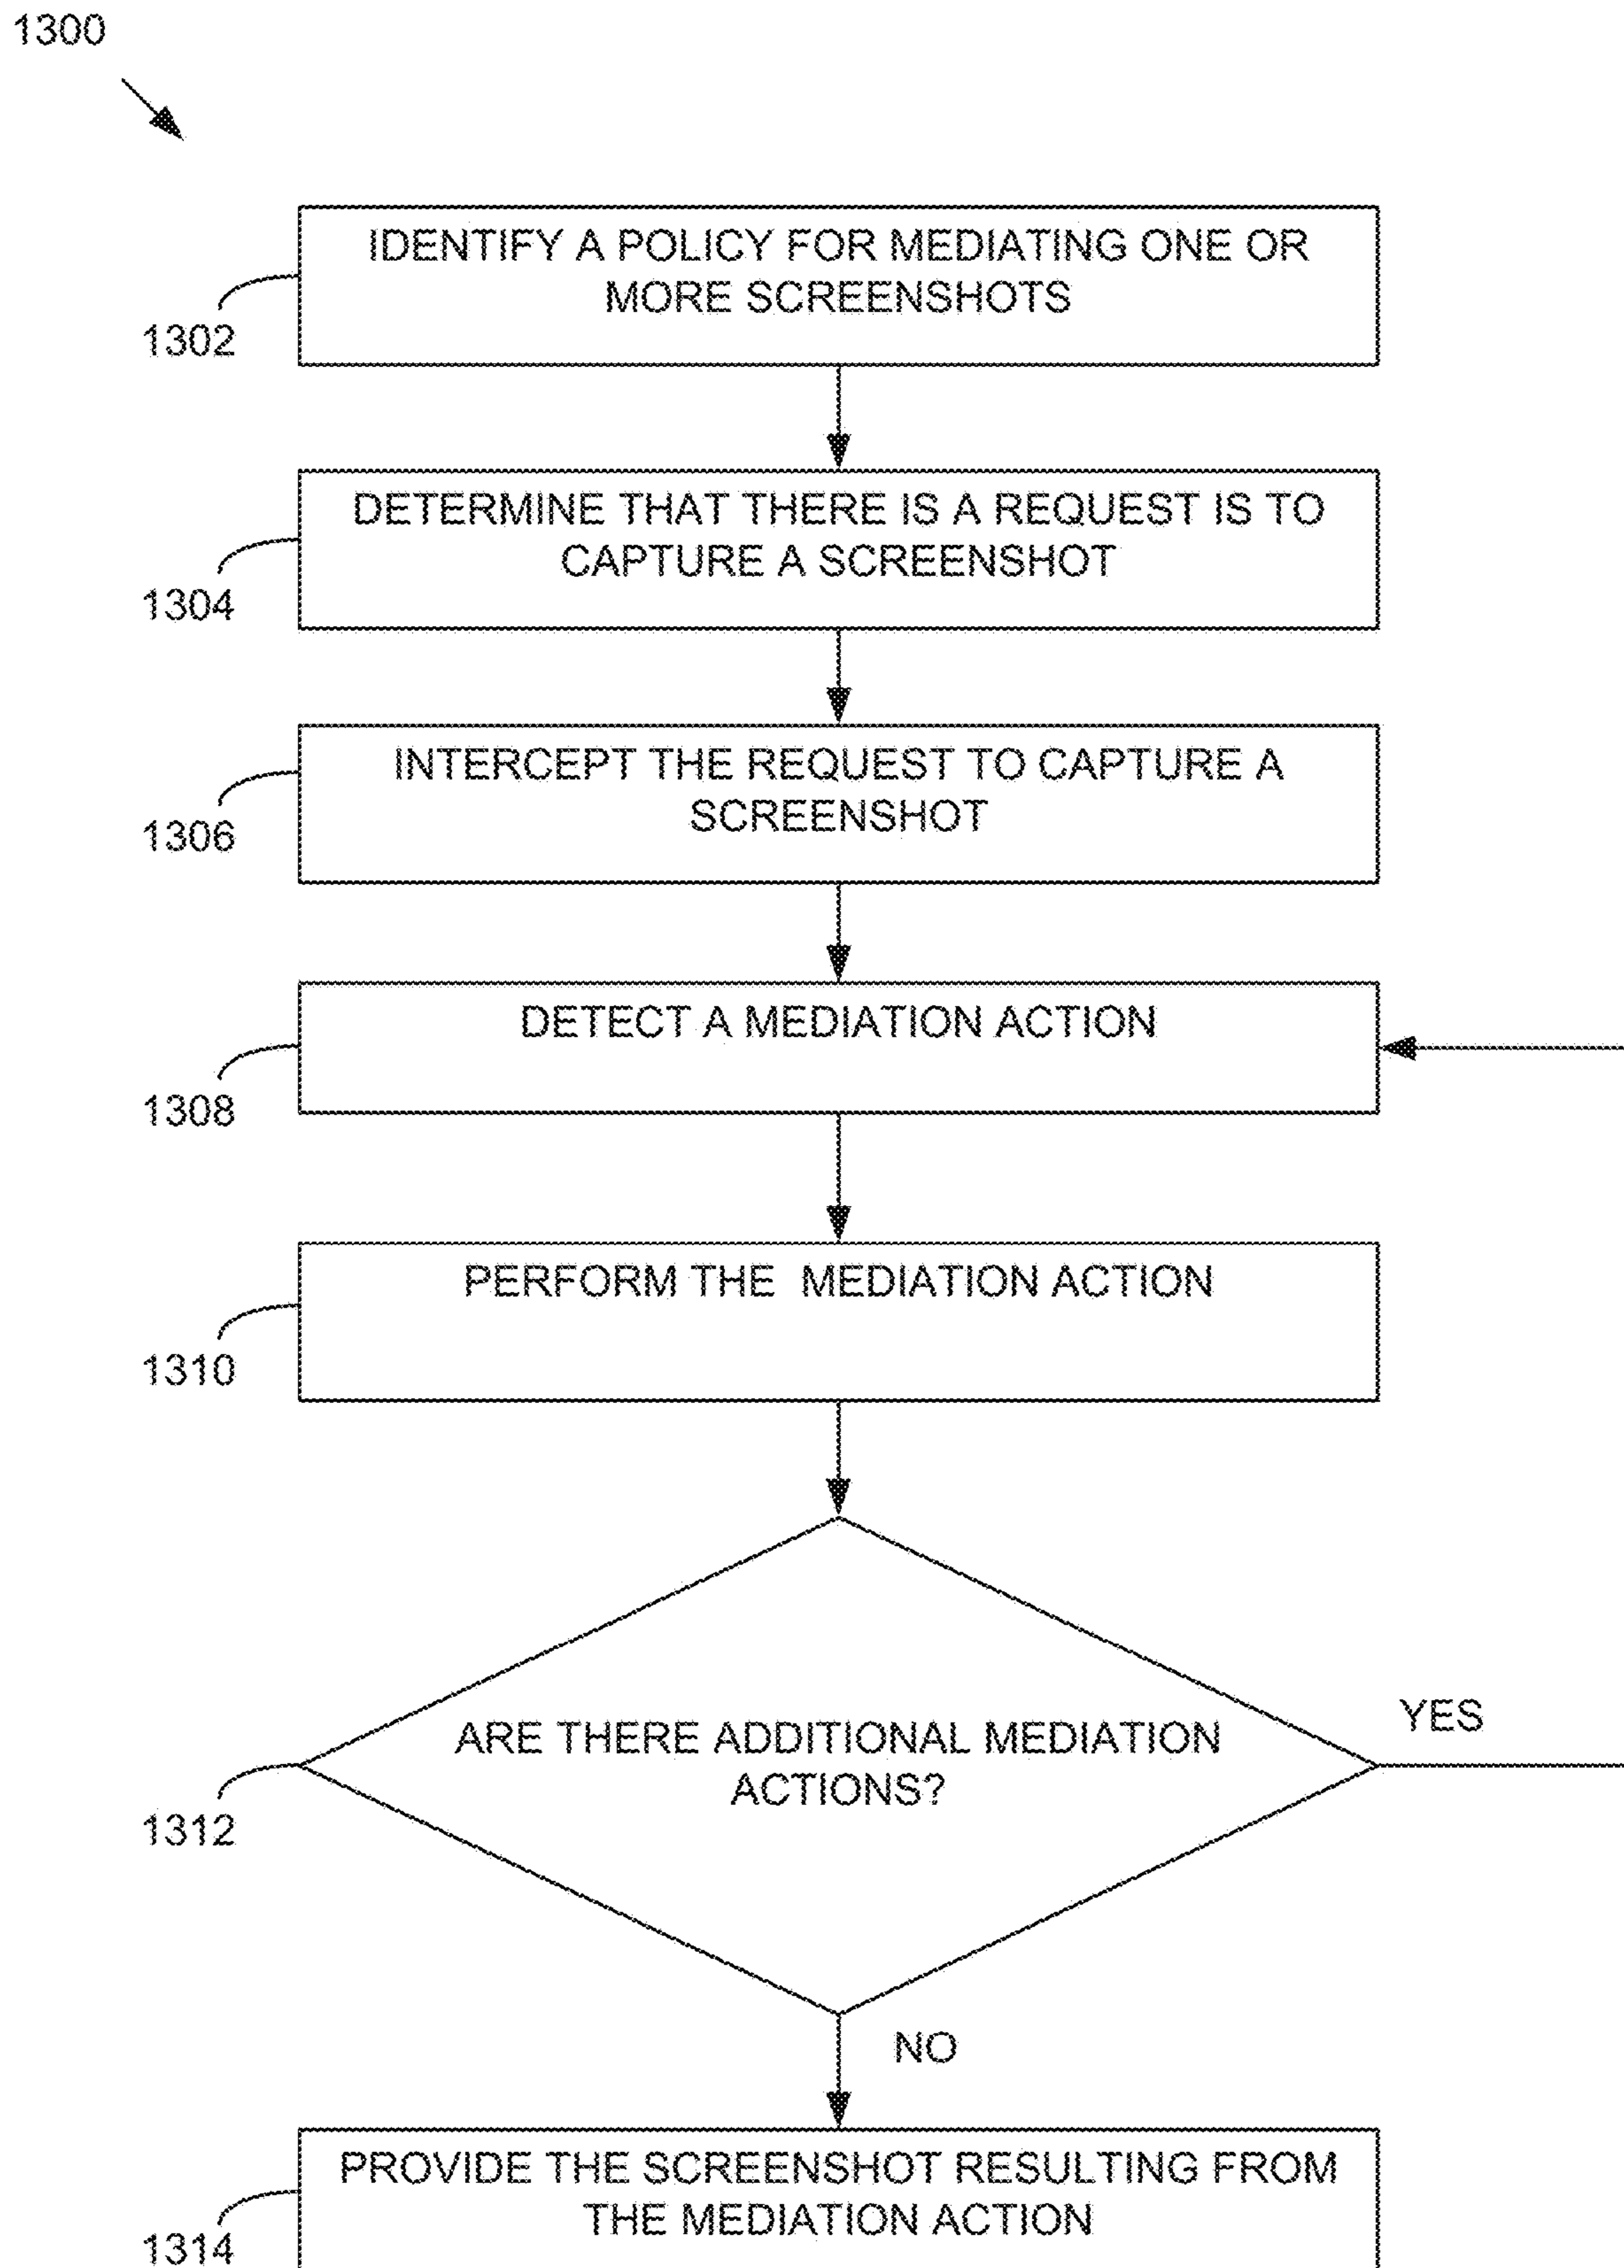 1300
IDENTIFY A POLICY FOR MEDIATING ONE OR
MORE SCREENSHOTS
1302
DETERMINE THAT THERE IS A REQUEST IS TO
CAPTURE A SCREENSHOT
1304
INTERCEPT THE REQUEST TO CAPTURE A
SCREENSHOT
1306
DETECT A MEDIATION ACTION
1308
PERFORM THE  MEDIATION ACTION
1310
ARE THERE ADDITIONAL MEDIATION
ACTIONS?
YES
1312
NO
PROVIDE THE SCREENSHOT RESULTING FROM
THE MEDIATION ACTION
1314